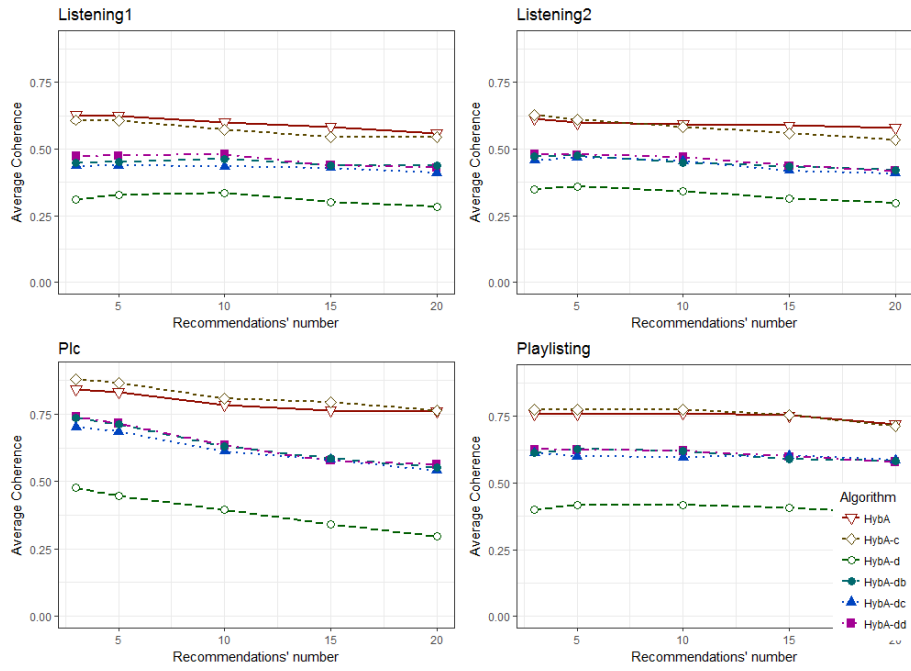 Listening1
Average Coherence
0.75
0.50
0.25
0.00
5 10 15 20
Recommendations' number
Listening2
Average Coherence
0.75
0.50
0.25
0.00
5 10 15 20
Recommendations' number
Plc
Average Coherence
0.75
0.50
0.25
0.00
5 10 15 20
Recommendations' number
Playlisting
Average Coherence
0.75
0.50
0.25
0.00
5 10 15 20
Recommendations' number
Algorithm
HybA
HybA-c
HybA-d
HybA-db
HybA-dc
HybA-dd